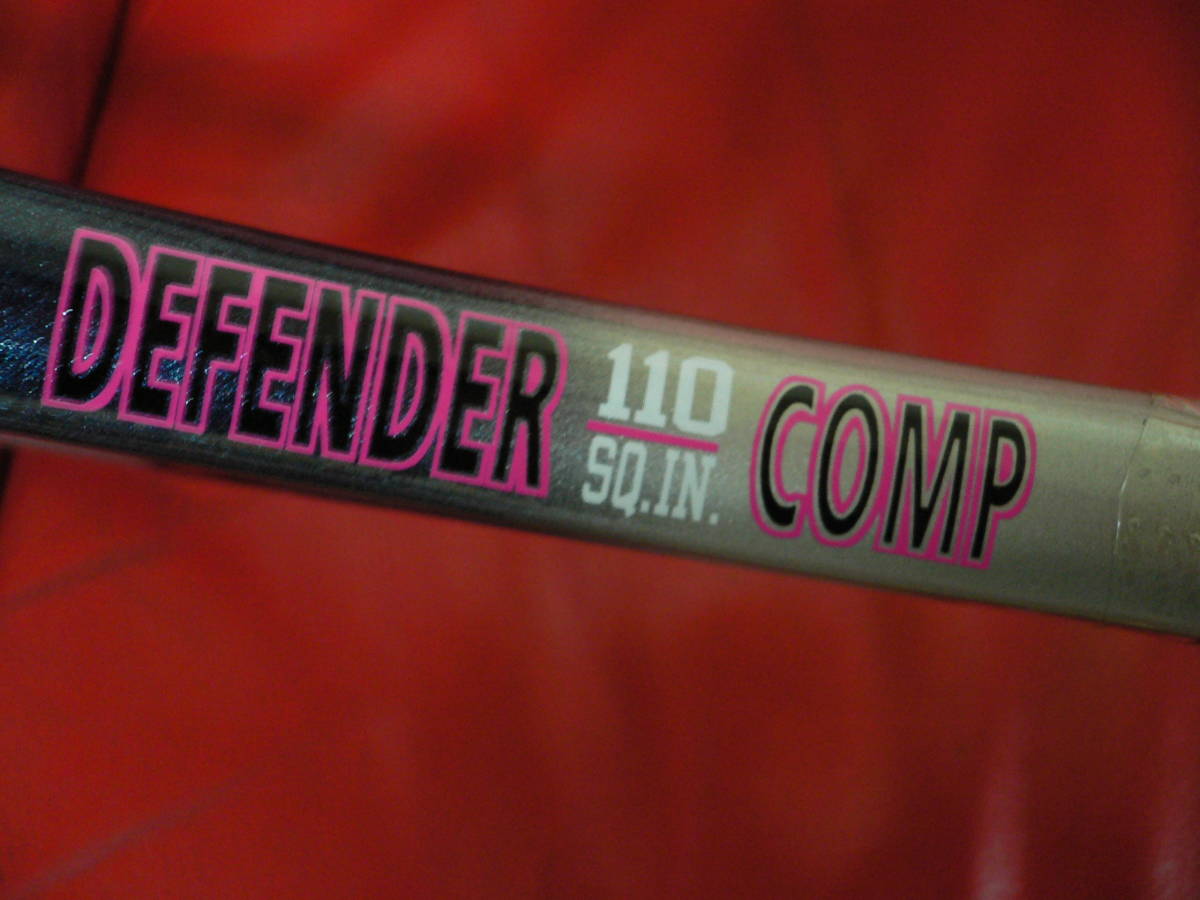 DEFENDER 110 COMP
SQ.IN.